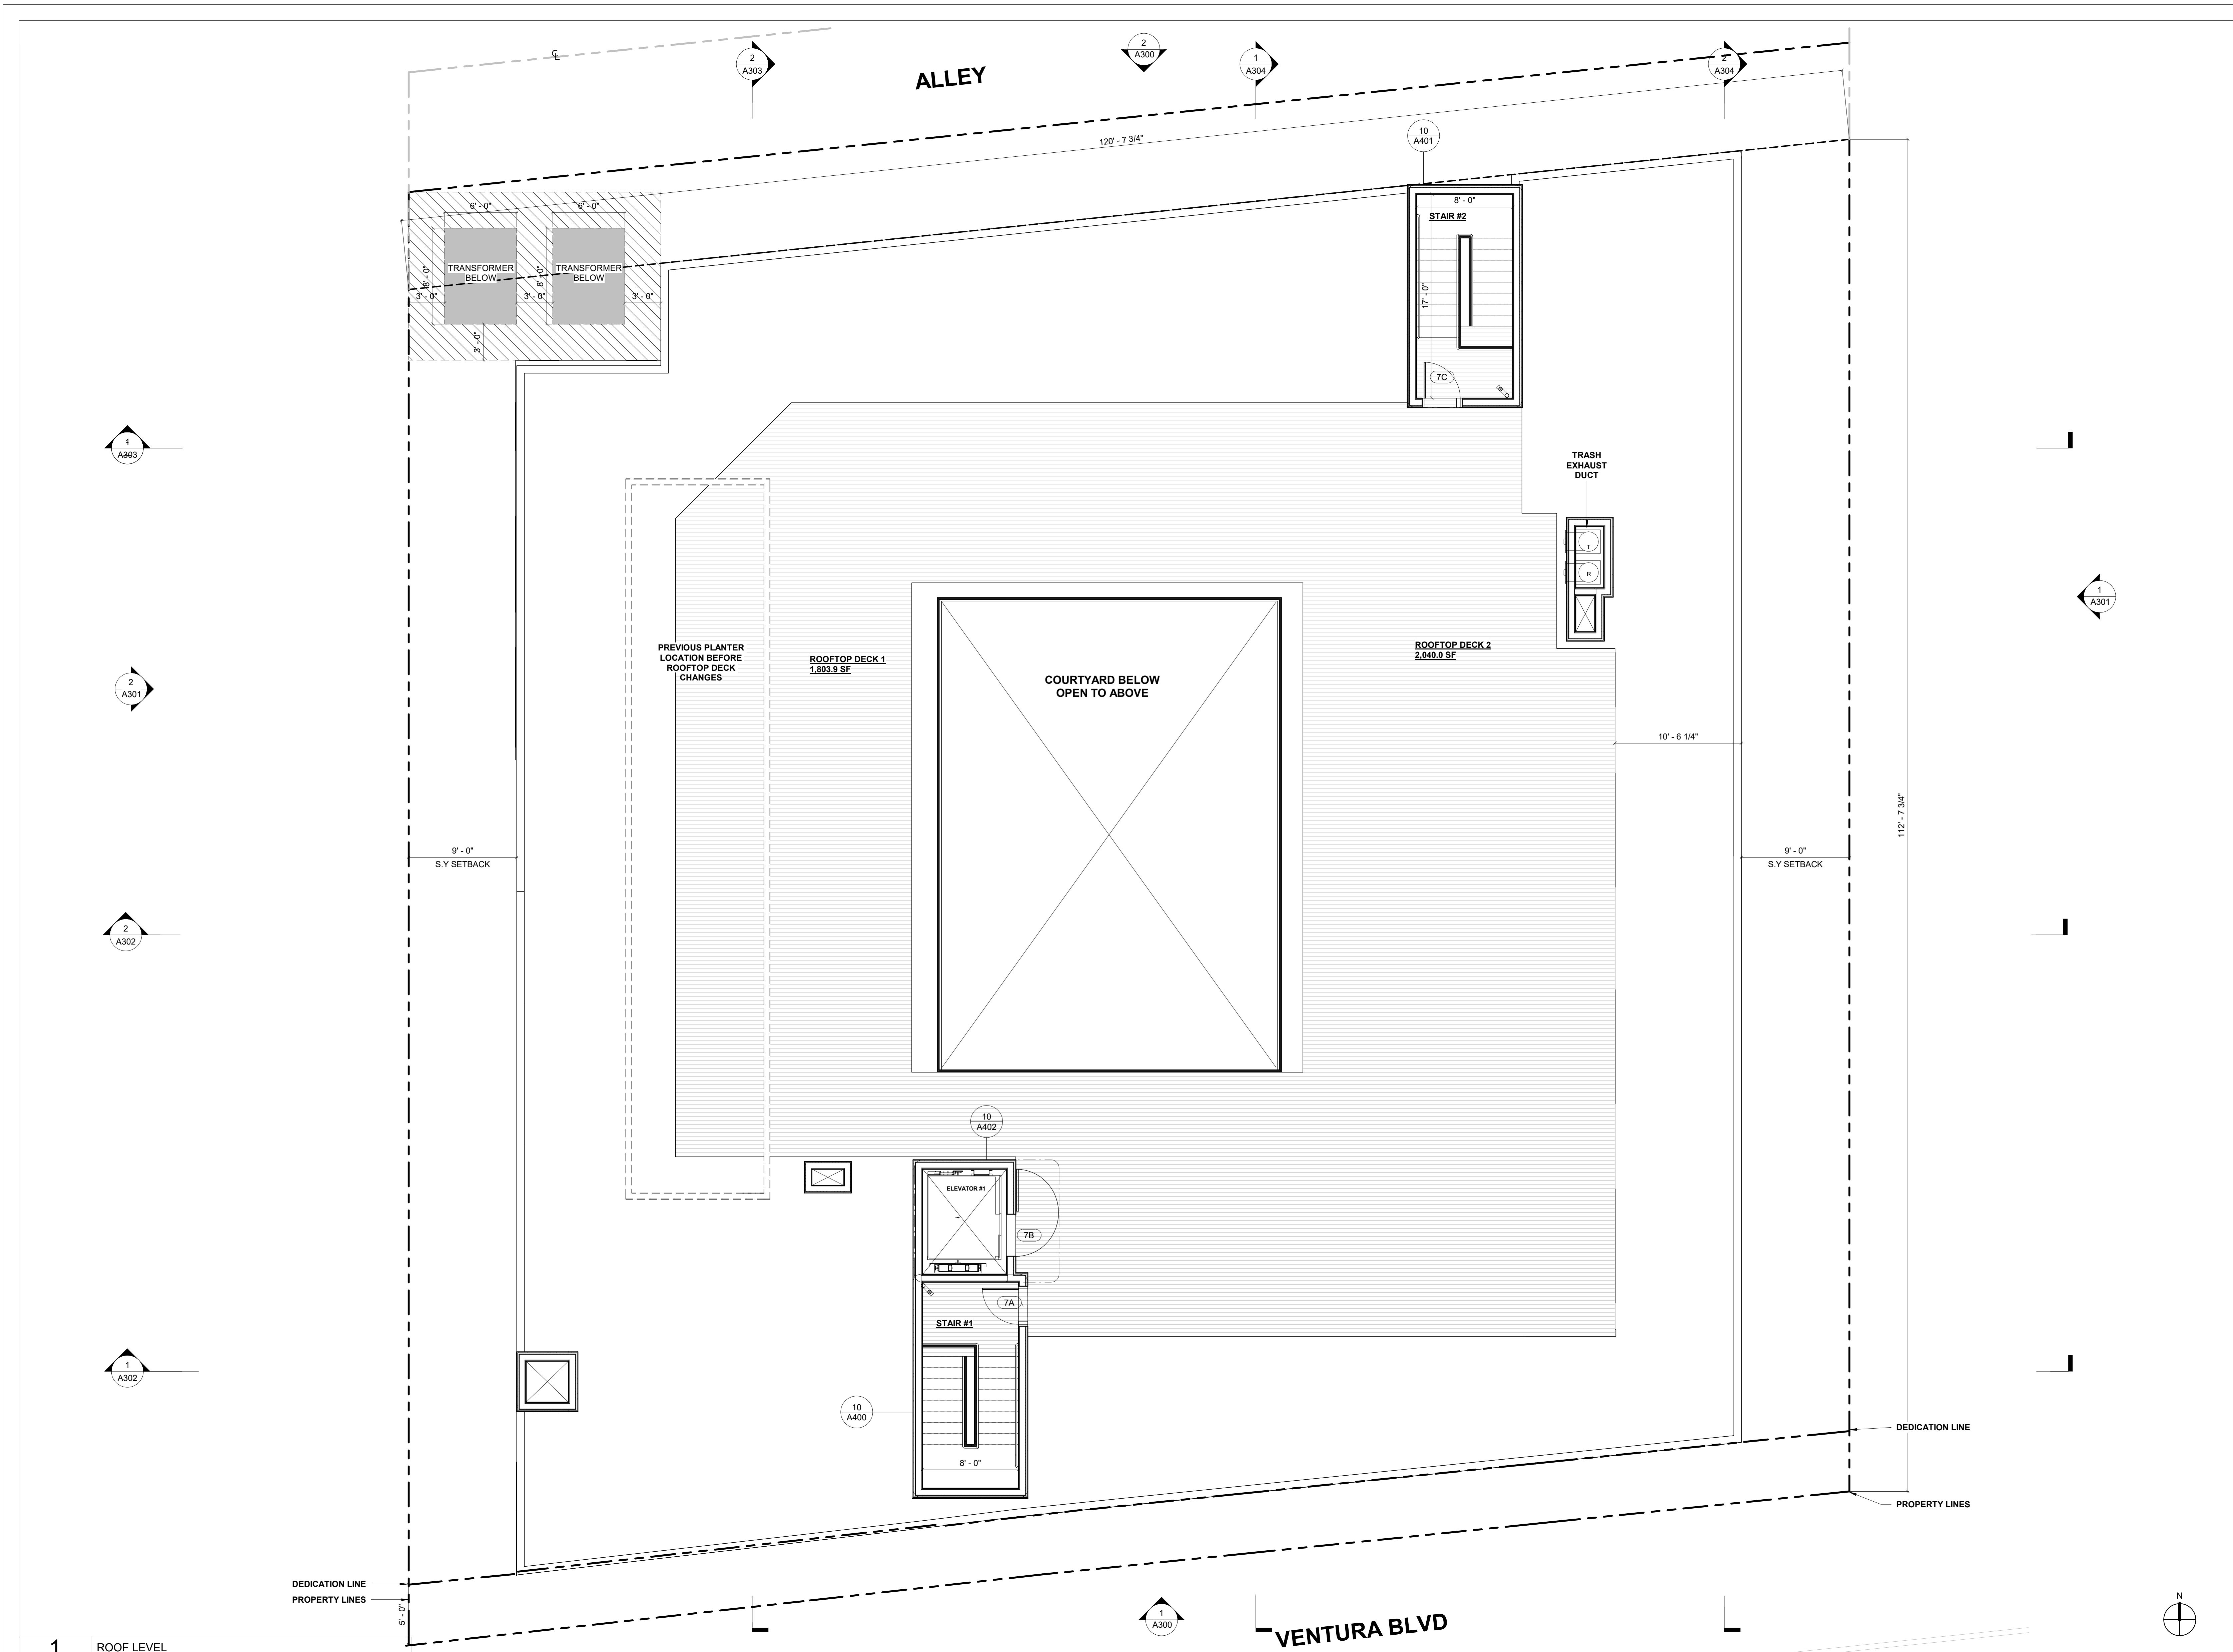 ℄
2
A303
ALLEY
2
A300
1
A304
2
A304
120' - 7 3/4"
10
A401
6' - 0"
6' - 0"
8' - 0"
STAIR #2
TRANSFORMER
BELOW
TRANSFORMER
BELOW
8' - 0"
8' - 0"
3' - 0"
3' - 0"
3' - 0"
3' - 0"
17' - 0"
7C
1
A303
TRASH
EXHAUST
DUCT
T
R
1
A301
PREVIOUS PLANTER
LOCATION BEFORE
ROOFTOP DECK
CHANGES
ROOFTOP DECK 1
1,803.9 SF
ROOFTOP DECK 2
2,040.0 SF
COURTYARD BELOW
OPEN TO ABOVE
2
A301
10' - 6 1/4"
112' - 7 3/4"
9' - 0"
S.Y SETBACK
9' - 0"
S.Y SETBACK
2
A302
10
A402
ELEVATOR #1
7B
7A
STAIR #1
1
A302
10
A400
8' - 0"
DEDICATION LINE
PROPERTY LINES
DEDICATION LINE
PROPERTY LINES
5' - 0"
1
A300
VENTURA BLVD
N
1
ROOF LEVEL